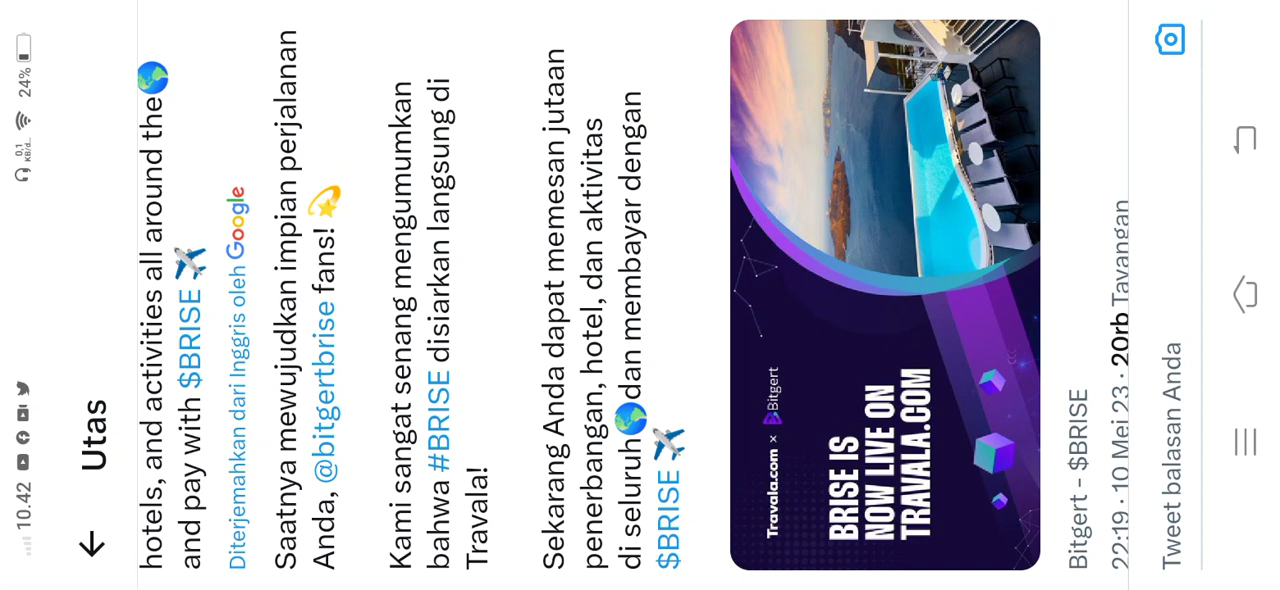 10.42
0,1
KB/d..
24%
Utas
hotels, and activities all around the🌏
and pay with $BRISE ✈️
Diterjemahkan dari Inggris oleh Google
Saatnya mewujudkan impian perjalanan
Anda, @bitgertbrise fans! 💫
Kami sangat senang mengumumkan
bahwa #BRISE disiarkan langsung di
Travala!
Sekarang Anda dapat memesan jutaan
penerbangan, hotel, dan aktivitas
di seluruh🌏dan membayar dengan
$BRISE ✈️
Travala.com × Bitgert
BRISE IS
NOW LIVE ON
TRAVALA.COM
Bitgert - $BRISE
22:19 · 10 Mei 23 · 20rb Tayangan
Tweet balasan Anda